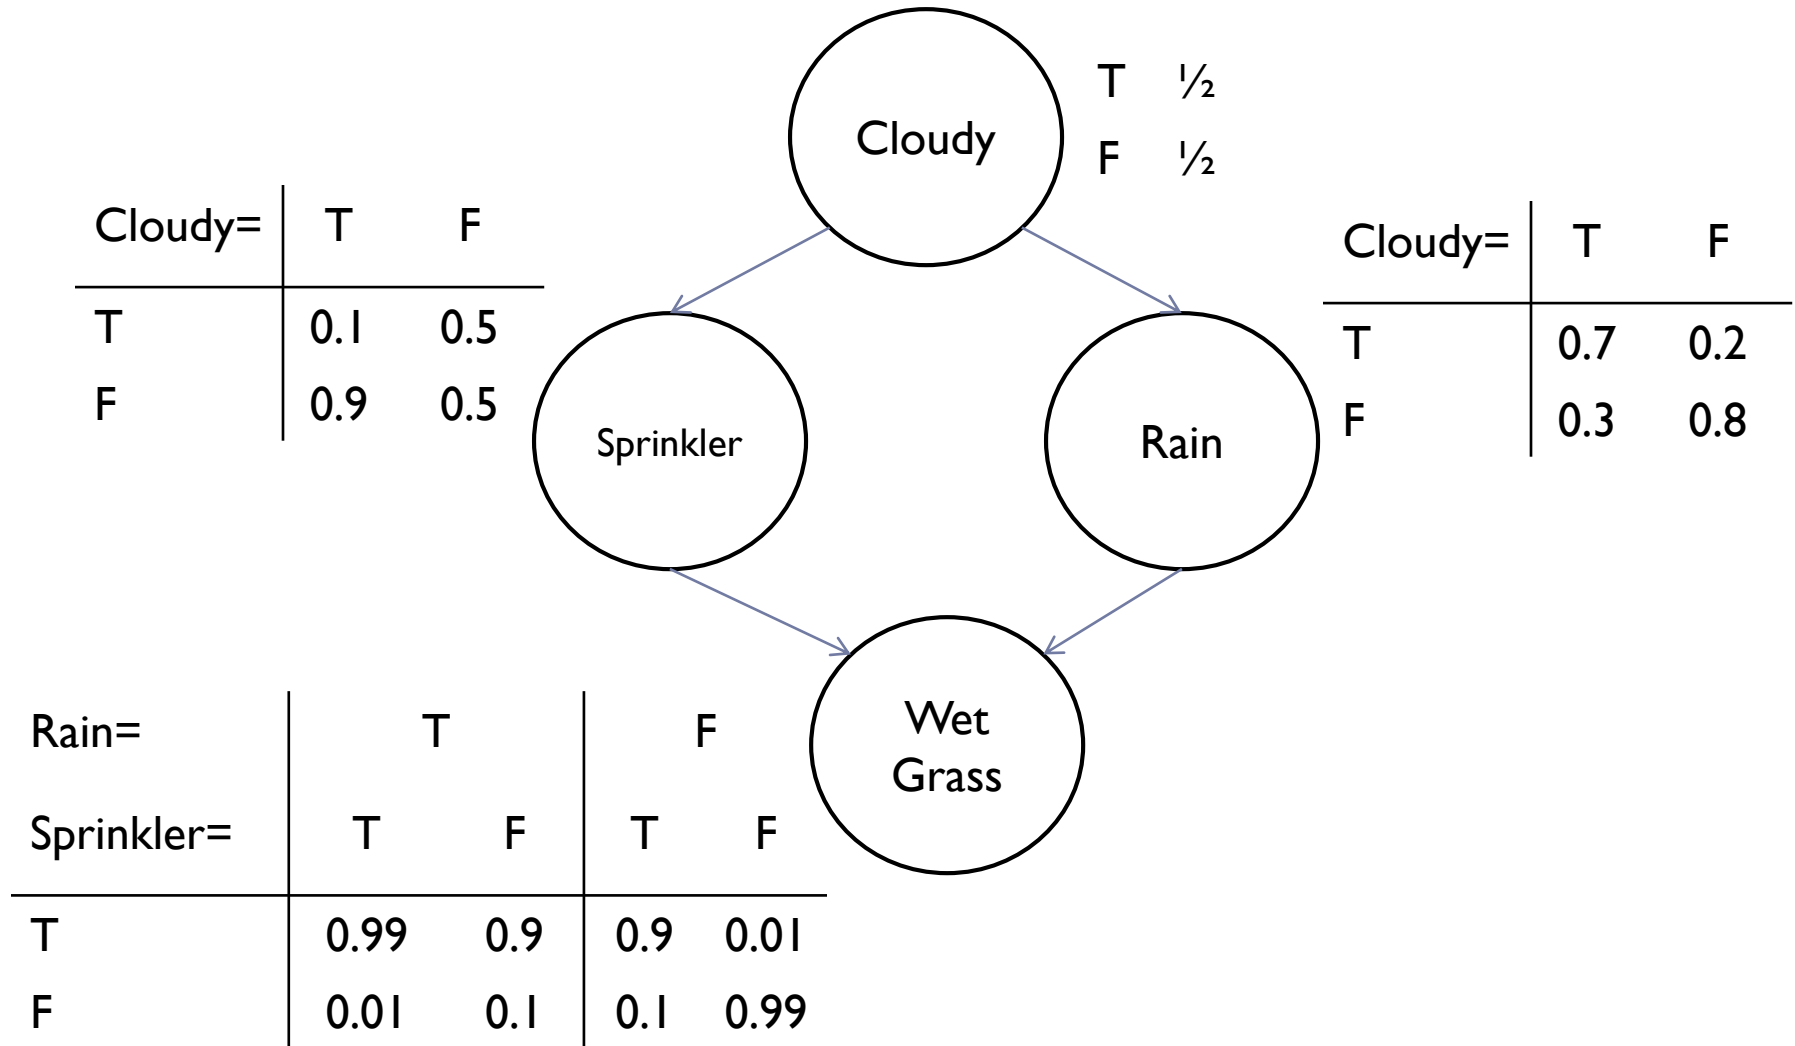 Cloudy
T ½
F ½
Cloudy= T F
T 0.1 0.5
F 0.9 0.5
Cloudy= T F
T 0.7 0.2
F 0.3 0.8
Sprinkler
Rain
Wet
Grass
Rain= T F
Sprinkler= T F T F
T 0.99 0.9 0.9 0.01
F 0.01 0.1 0.1 0.99